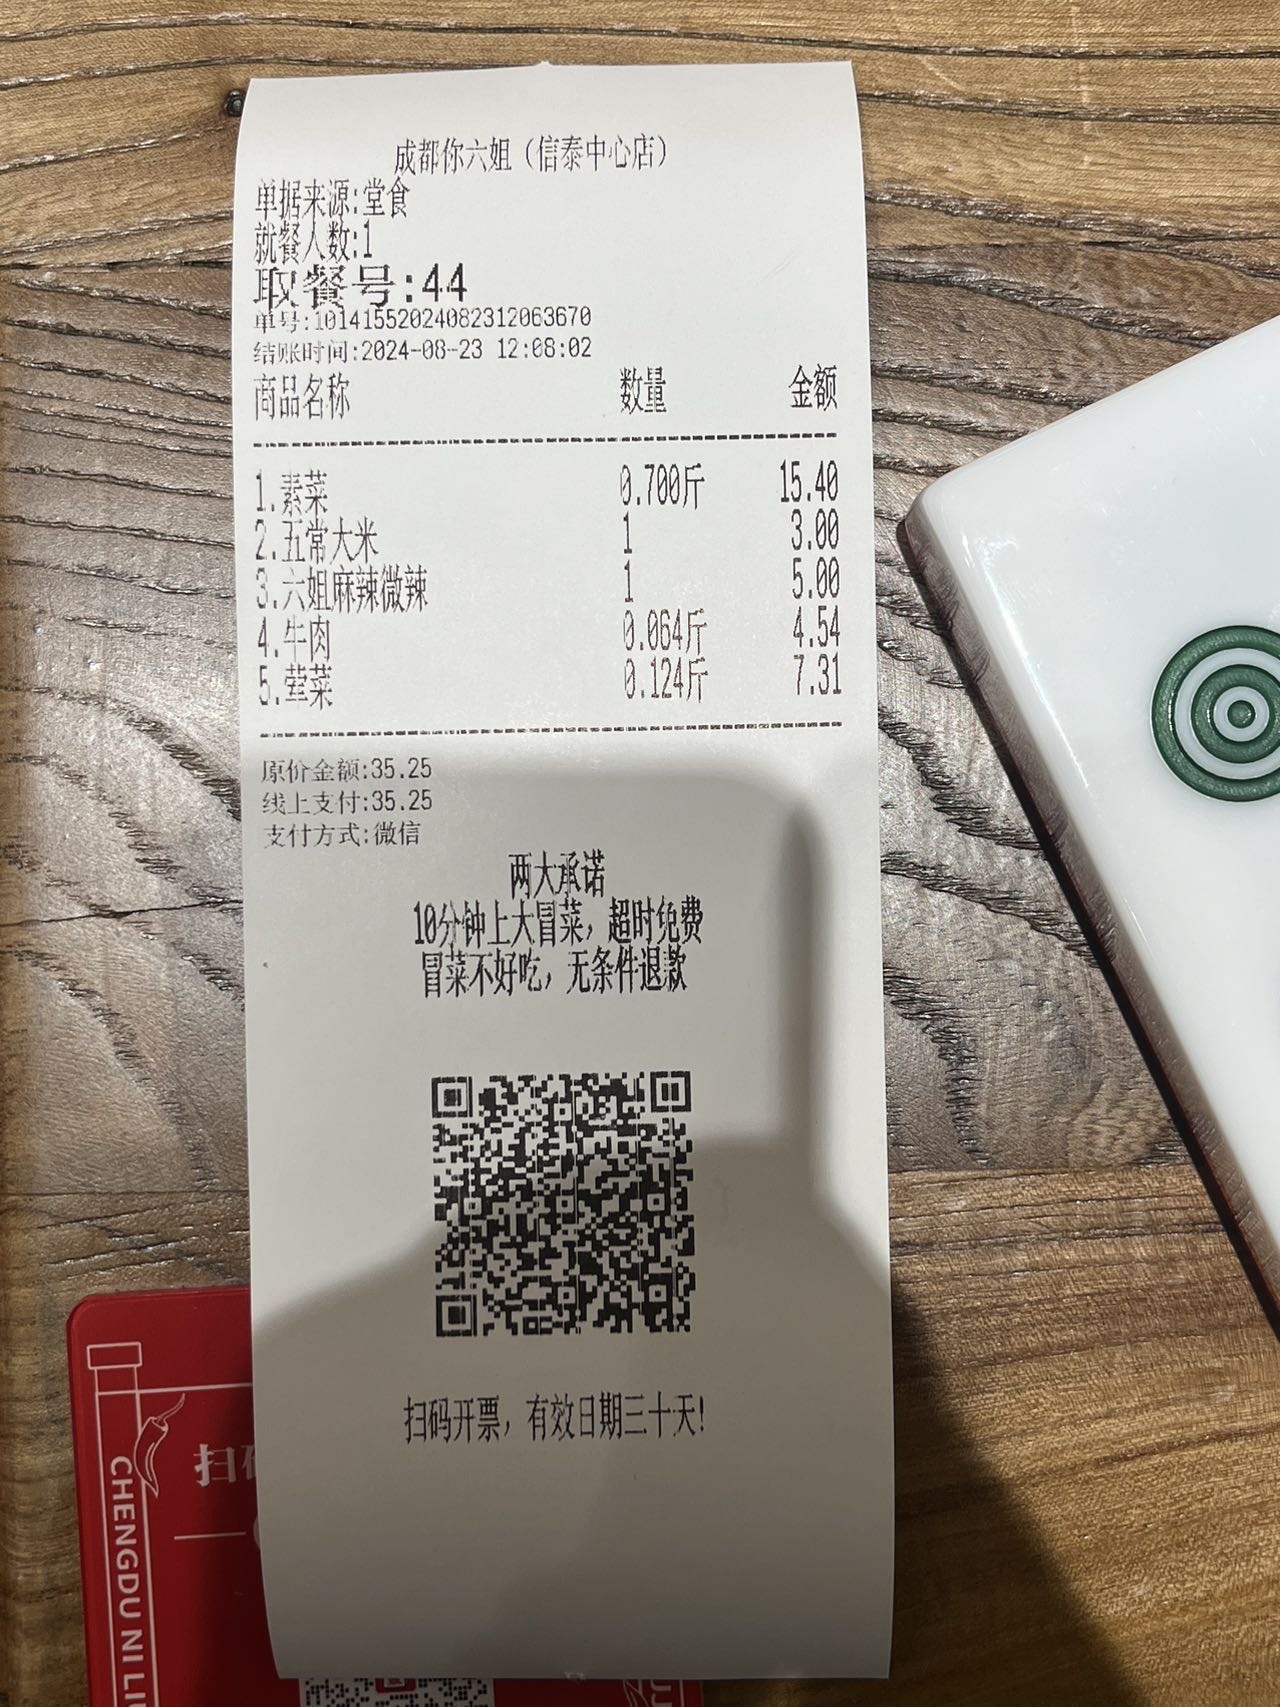 成都你六姐（信泰中心店）
单据来源:堂食
就餐人数:1
取餐号:44
单号:10141552024082312063670
结账时间:2024-08-23 12:08:02
商品名称 数量 金额
1.素菜 0.700斤 15.40
2.五常大米 1 3.00
3.六姐麻辣微辣 1 5.00
4.牛肉 0.064斤 4.54
5.荤菜 0.124斤 7.31
原价金额:35.25
线上支付:35.25
支付方式:微信
两大承诺
10分钟上大冒菜，超时免费
冒菜不好吃，无条件退款
扫码开票，有效日期三十天!
扫
CHENGDU NI LI